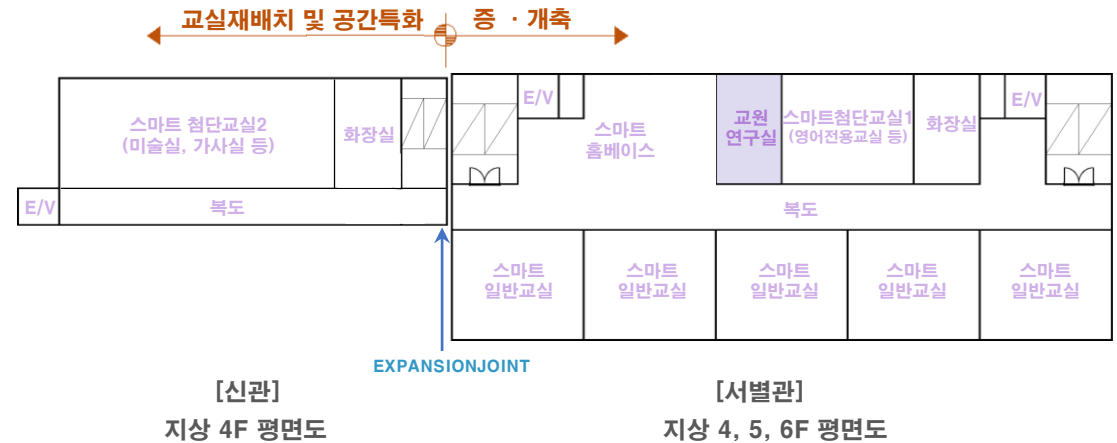 교실재배치 및 공간특화
증 · 개축
스마트 첨단교실2
(미술실, 가사실 등)
화장실
E/V
복도
E/V
스마트
홈베이스
교원
연구실
스마트첨단교실1
(영어전용교실 등)
화장실
E/V
복도
스마트
일반교실
스마트
일반교실
스마트
일반교실
스마트
일반교실
스마트
일반교실
EXPANSIONJOINT
[신관]
지상 4F 평면도
[서별관]
지상 4, 5, 6F 평면도